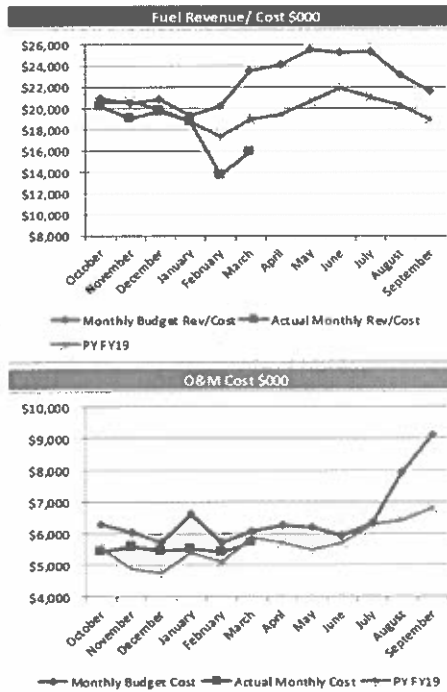 Fuel Revenue/ Cost $000
$26,000
$24,000
$22,000
$20,000
$18,000
$16,000
$14,000
$12,000
$10,000
$8,000
October
November
December
January
February
March
April
May
June
July
August
September
Monthly Budget Rev/Cost
Actual Monthly Rev/Cost
PY FY19
O&M Cost $000
$10,000
$9,000
$8,000
$7,000
$6,000
$5,000
$4,000
October
November
December
January
February
March
April
May
June
July
August
September
Monthly Budget Cost
Actual Monthly Cost
PY FY19